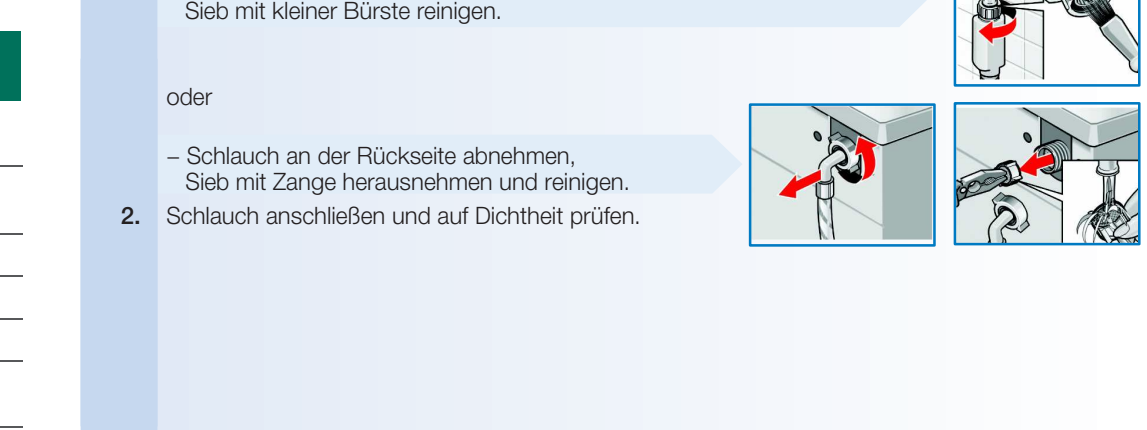 Sieb mit kleiner Bürste reinigen.
oder
– Schlauch an der Rückseite abnehmen,
Sieb mit Zange herausnehmen und reinigen.
2. Schlauch anschließen und auf Dichtheit prüfen.